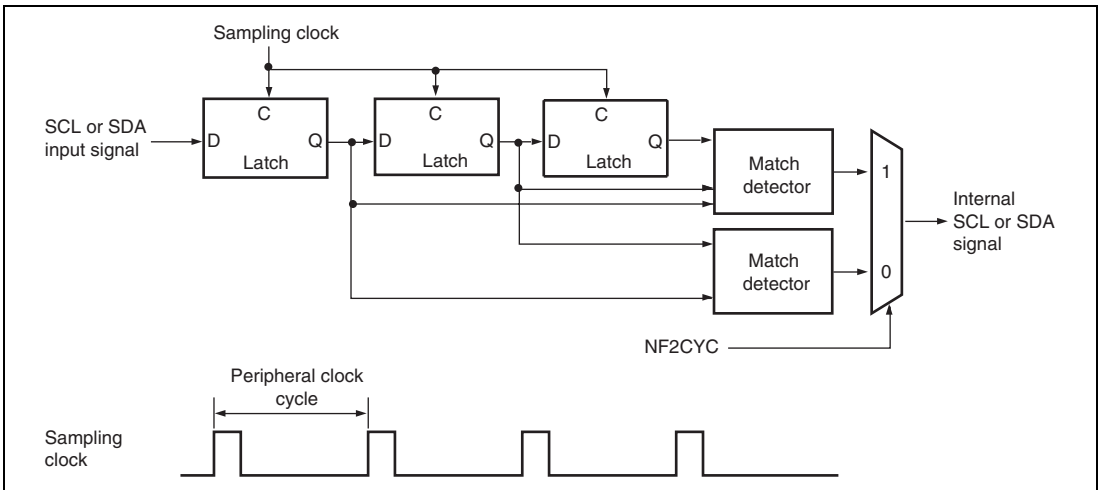 Sampling clock
SCL or SDA
input signal
C
D
Q
Latch
C
D
Q
Latch
C
D
Q
Latch
Match
detector
1
Internal
SCL or SDA
signal
Match
detector
0
NF2CYC
Peripheral clock
cycle
Sampling
clock